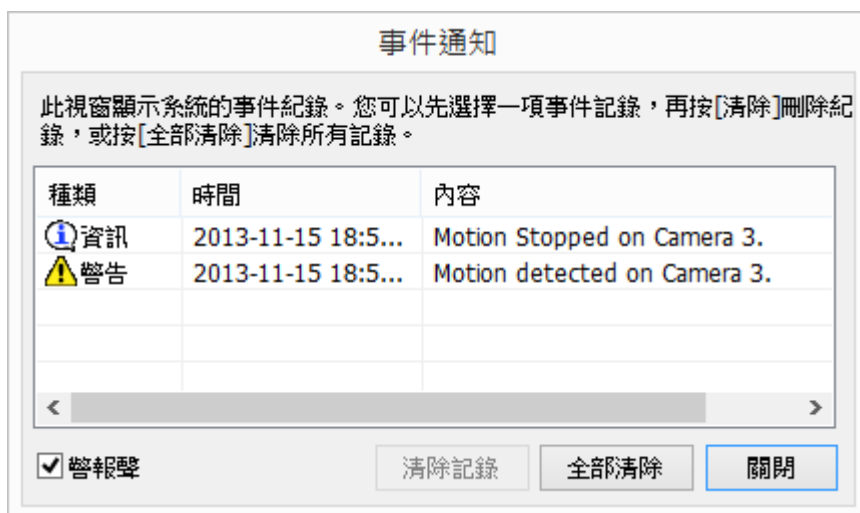 事件通知
此視窗顯示系統的事件紀錄。您可以先選擇一項事件記錄，再按[清除]刪除紀
錄，或按[全部清除]清除所有記錄。
種類 時間 內容
資訊 2013-11-15 18:5... Motion Stopped on Camera 3.
警告 2013-11-15 18:5... Motion detected on Camera 3.
警報聲 清除記錄 全部清除 關閉